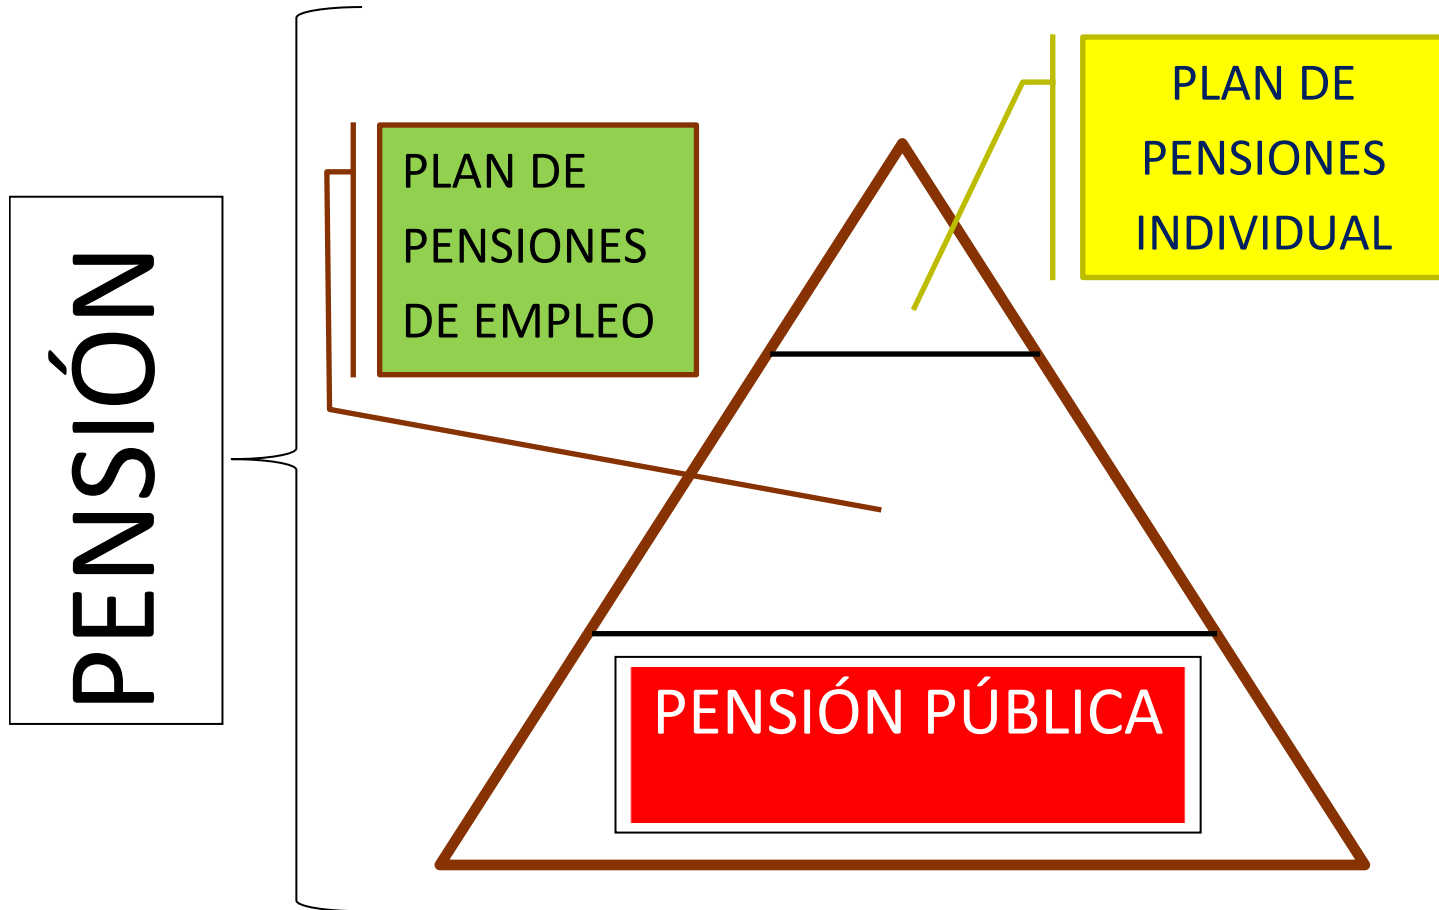 PENSIÓN
PLAN DE
PENSIONES
DE EMPLEO
PLAN DE
PENSIONES
INDIVIDUAL
PENSIÓN PÚBLICA